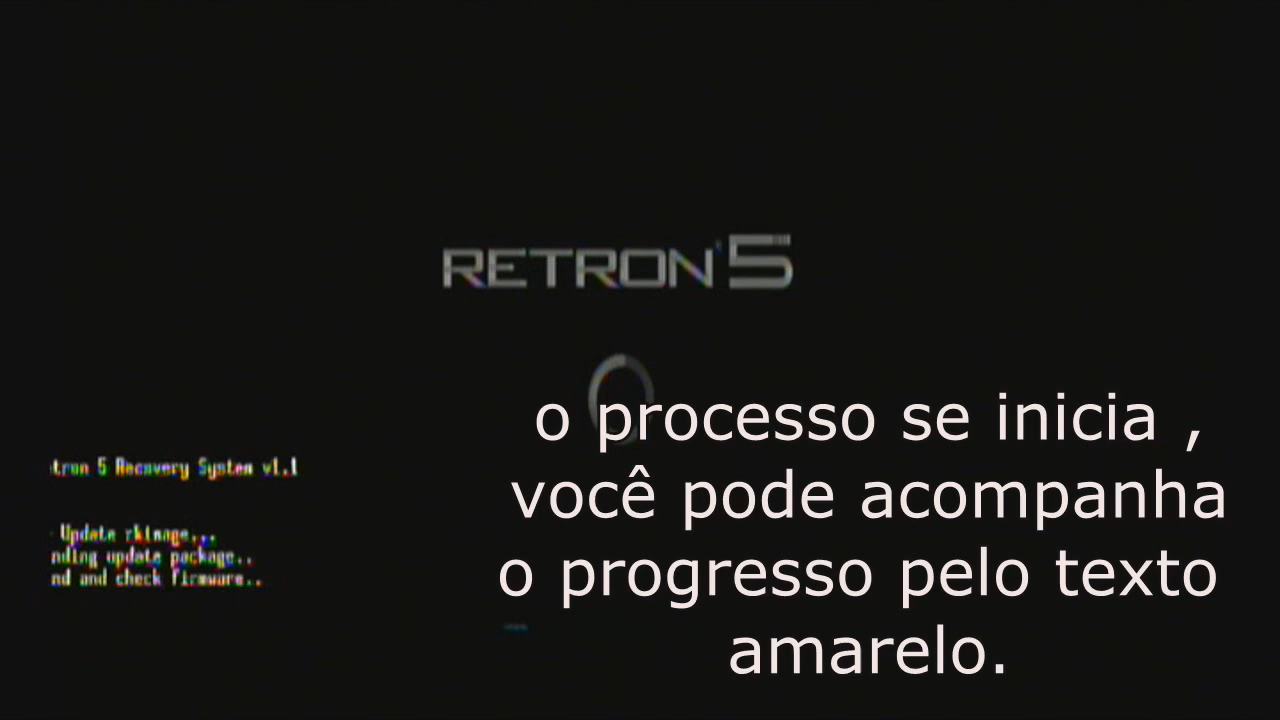 RETRON 5
tron 5 Recovery System v1.1
Update rkimage...
nding update package..
nd and check firmware..
o processo se inicia ,
você pode acompanha
o progresso pelo texto
amarelo.